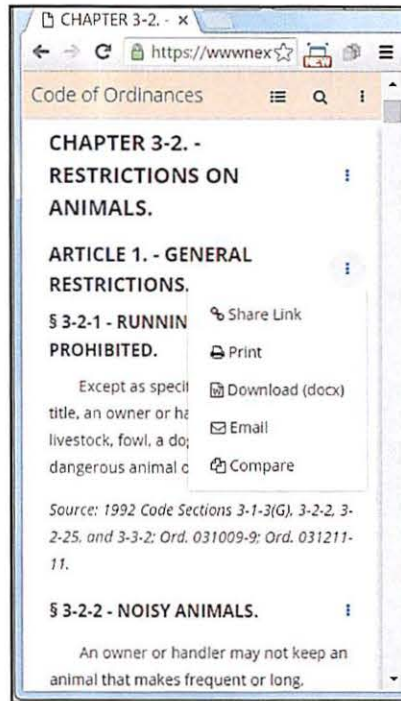 CHAPTER 3-2. - ×
https://wwwnex
NEW
Code of Ordinances
CHAPTER 3-2. -
RESTRICTIONS ON
ANIMALS.
ARTICLE 1. - GENERAL
RESTRICTIONS.
§ 3-2-1 - RUNNIN
PROHIBITED.
Share Link
Print
Download (docx)
Email
Compare
Except as specif
title, an owner or ha
livestock, fowl, a dog
dangerous animal o
Source: 1992 Code Sections 3-1-3(G), 3-2-2, 3-
2-25, and 3-3-2; Ord. 031009-9; Ord. 031211-
11.
§ 3-2-2 - NOISY ANIMALS.
An owner or handler may not keep an
animal that makes frequent or long,